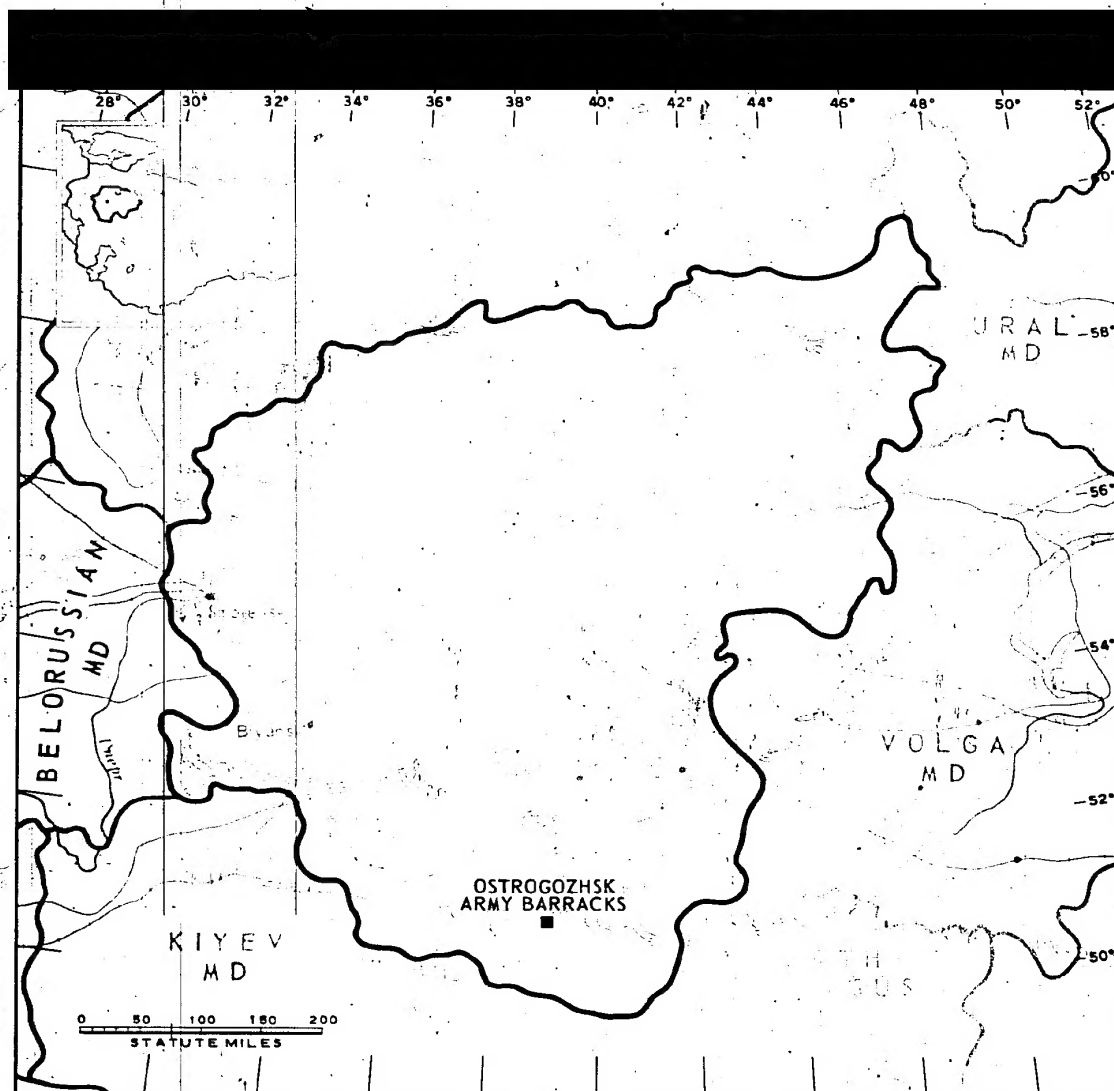 28° 30° 32° 34° 36° 38° 40° 42° 44° 46° 48° 50° 52°
60°
URAL
MD
58°
56°
BELORUSSIAN
MD
54°
VOLGA
MD
52°
OSTROGOZHSK
ARMY BARRACKS
KIYEV
MD
50°
0 50 100 150 200
STATUTE MILES